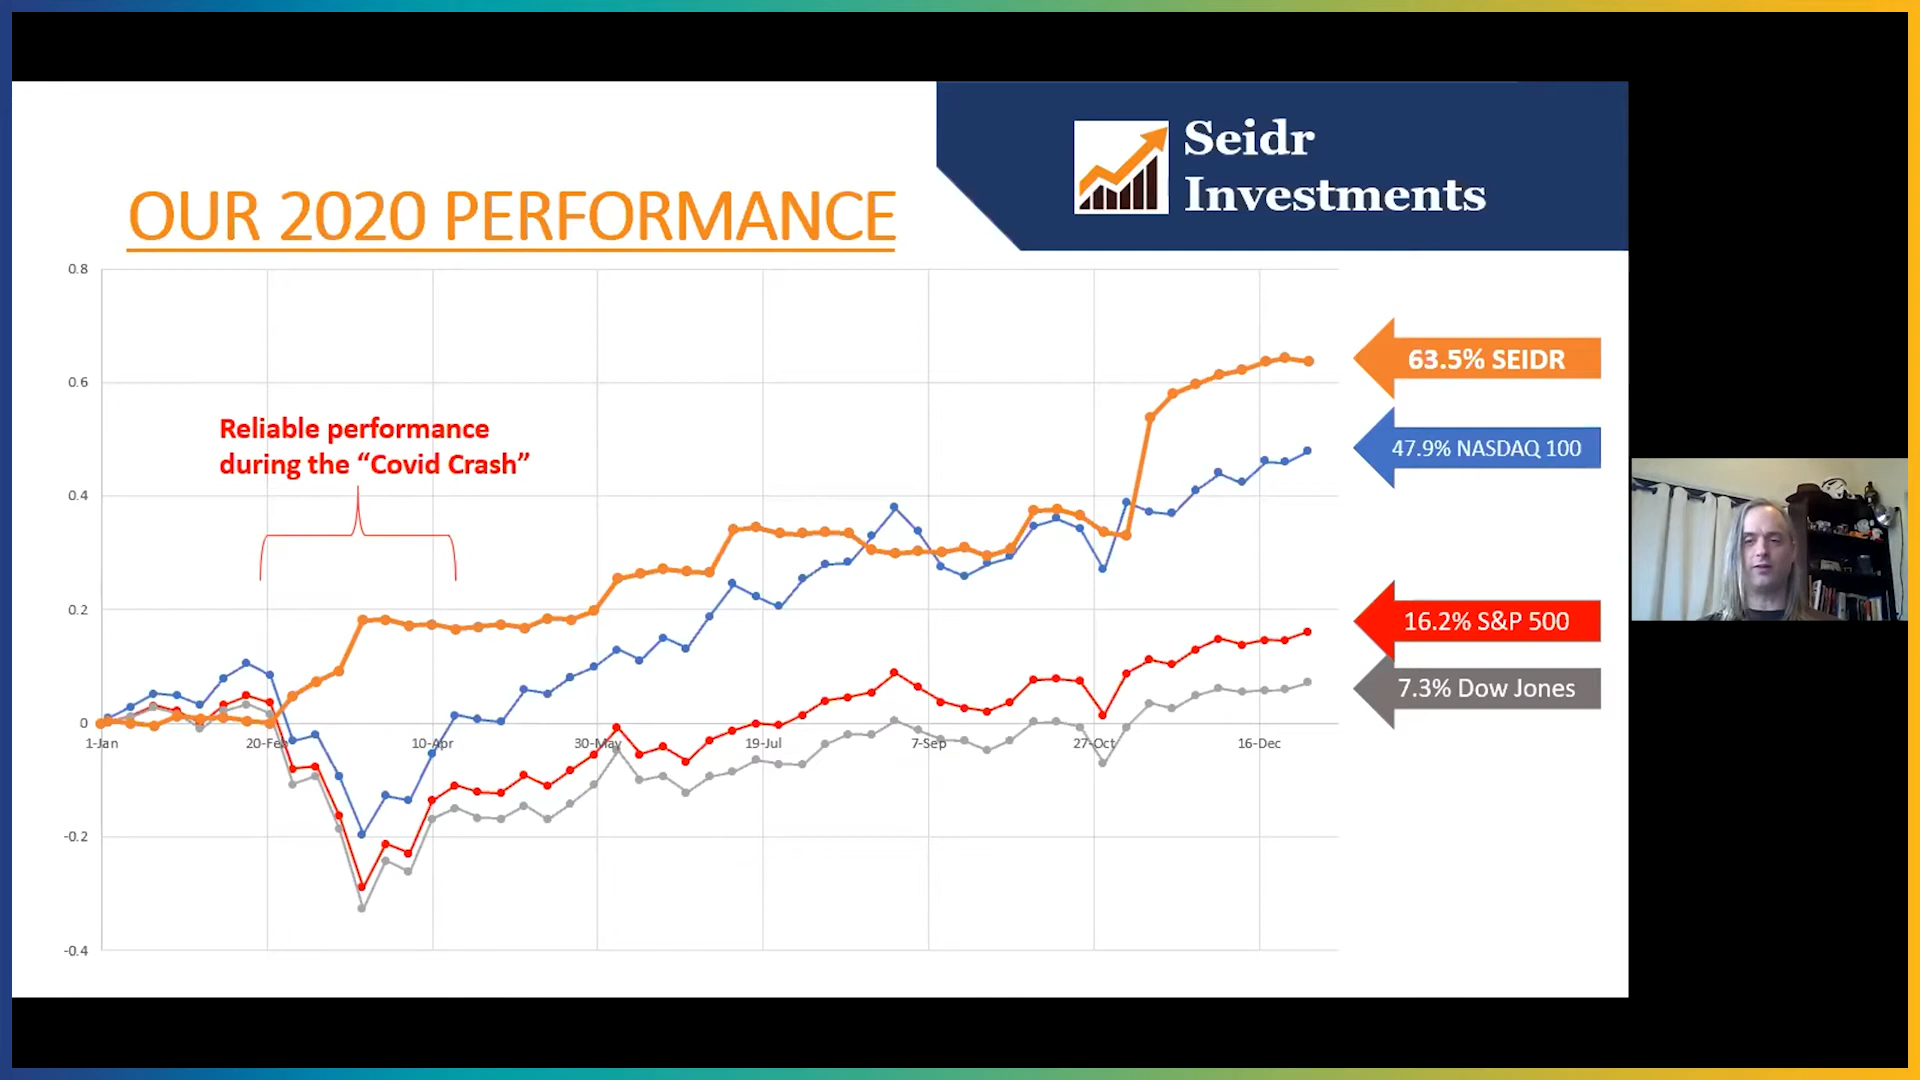 Seidr
Investments
OUR 2020 PERFORMANCE
0.8
0.6
0.4
0.2
0
-0.2
-0.4
Reliable performance
during the “Covid Crash”
1-Jan
20-Feb
10-Apr
30-May
19-Jul
7-Sep
27-Oct
16-Dec
63.5% SEIDR
47.9% NASDAQ 100
16.2% S&P 500
7.3% Dow Jones